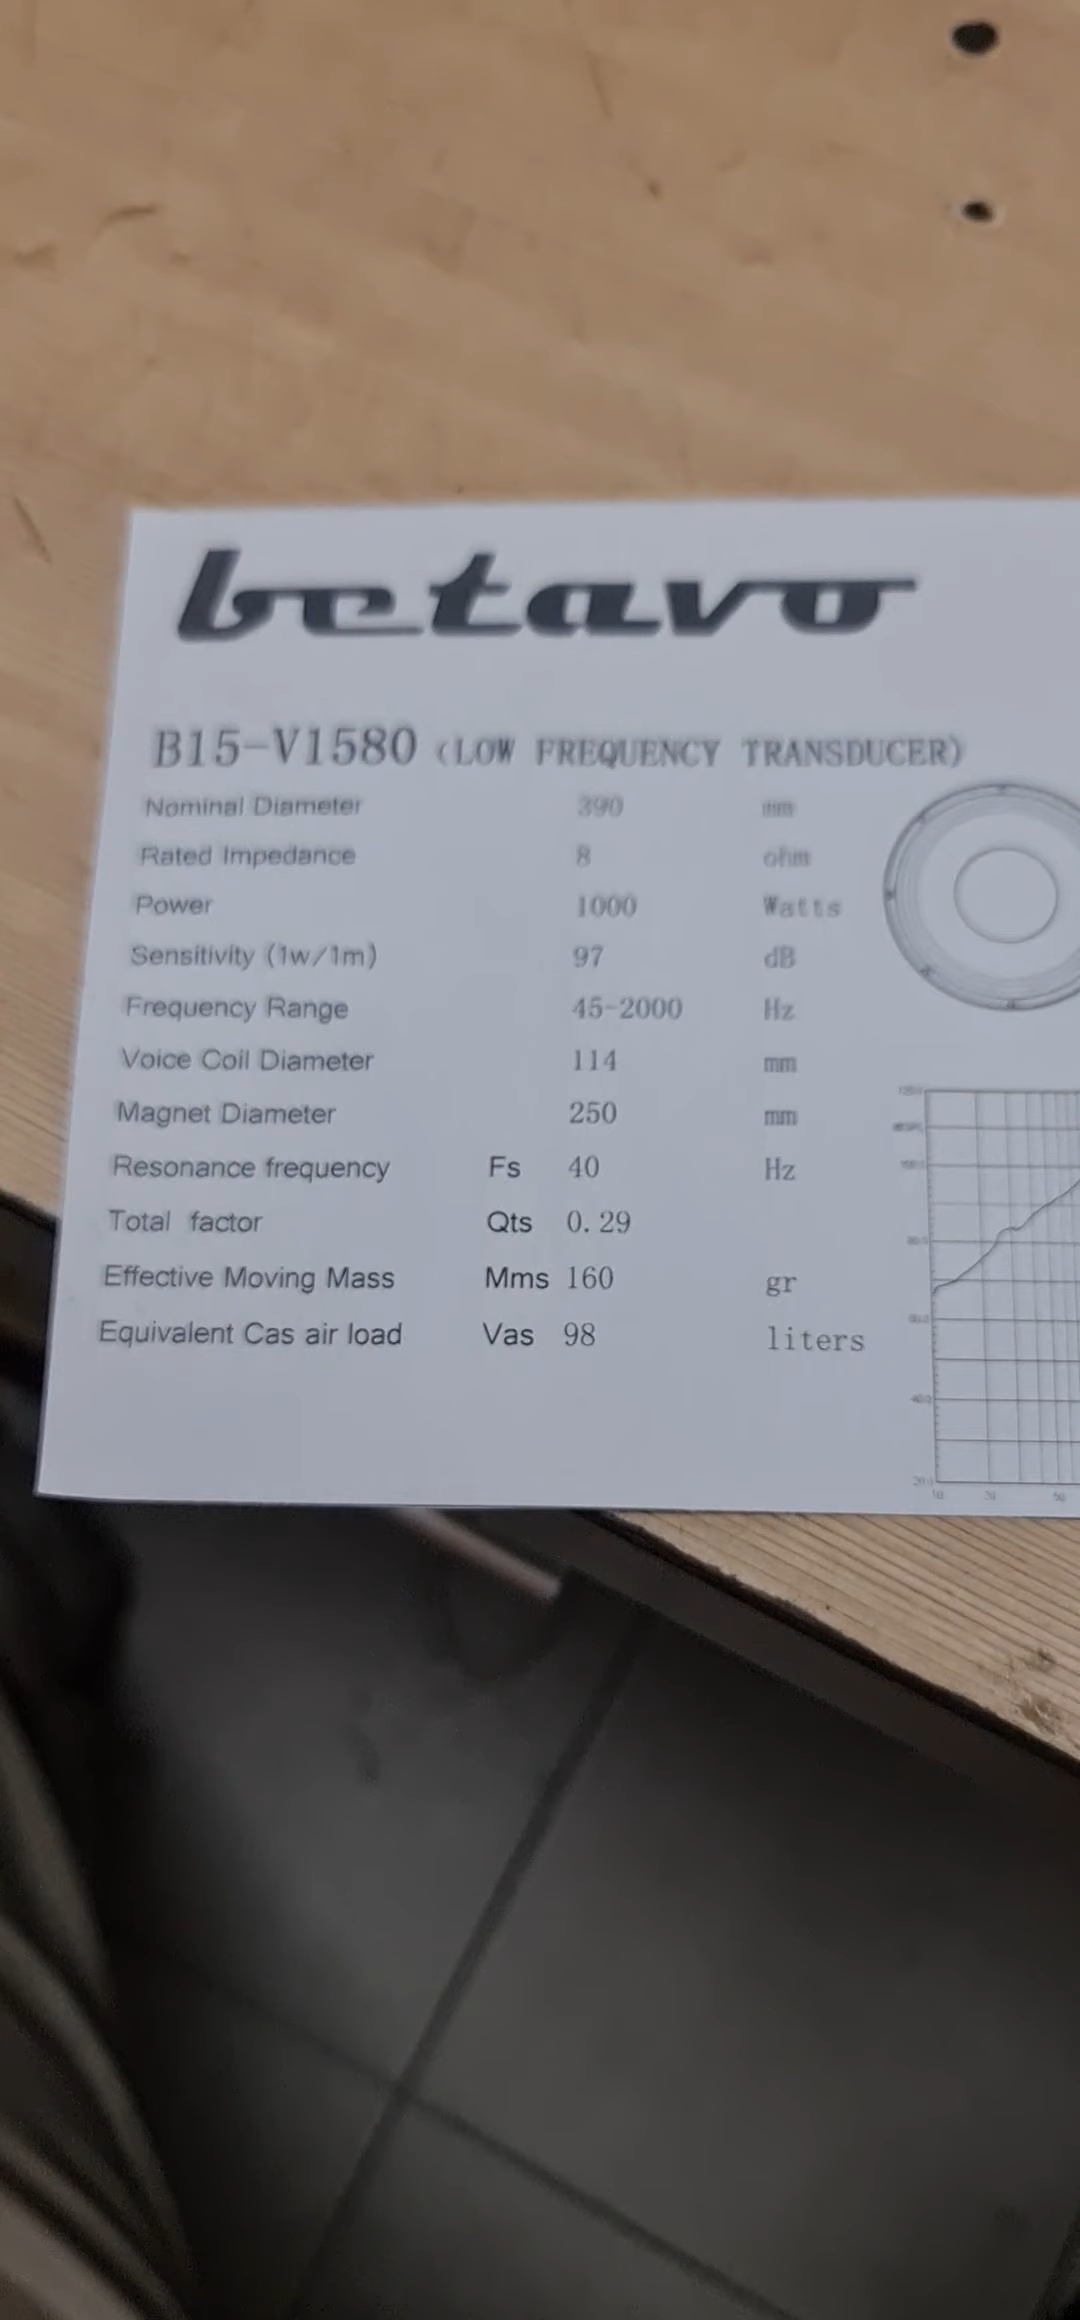 betavo
B15-V1580 (LOW FREQUENCY TRANSDUCER)
Nominal Diameter 390 mm
Rated Impedance 8 ohm
Power 1000 Watts
Sensitivity (1w/1m) 97 dB
Frequency Range 45-2000 Hz
Voice Coil Diameter 114 mm
Magnet Diameter 250 mm
Resonance frequency Fs 40 Hz
Total factor Qts 0.29
Effective Moving Mass Mms 160 gr
Equivalent Cas air load Vas 98 liters